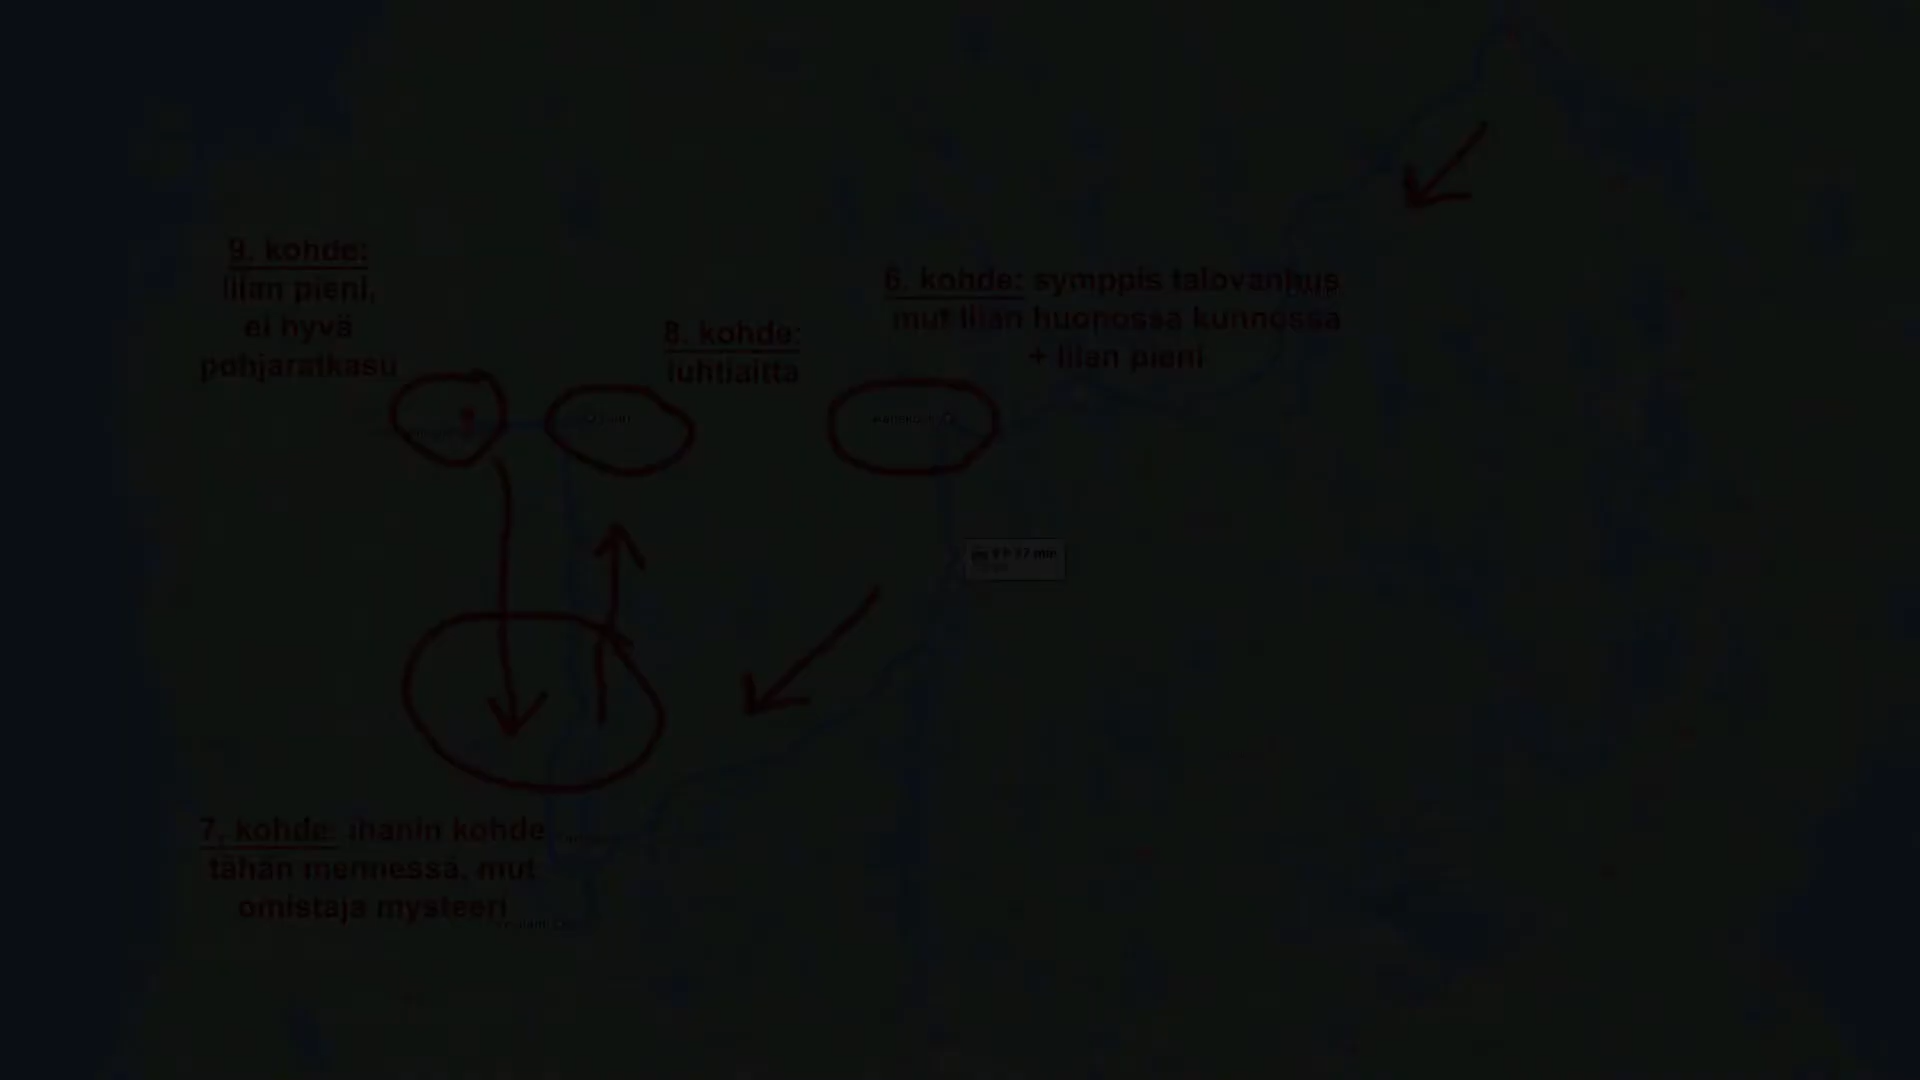 9. kohde:
liian pieni,
ei hyvä
pohjaratkasu
8. kohde:
luhtiaitta
6. kohde: symppis talovanhus
mut liian huonossa kunnossa
+ liian pieni
7. kohde: ihanin kohde
tähän mennessä, mut
omistaja mysteeri